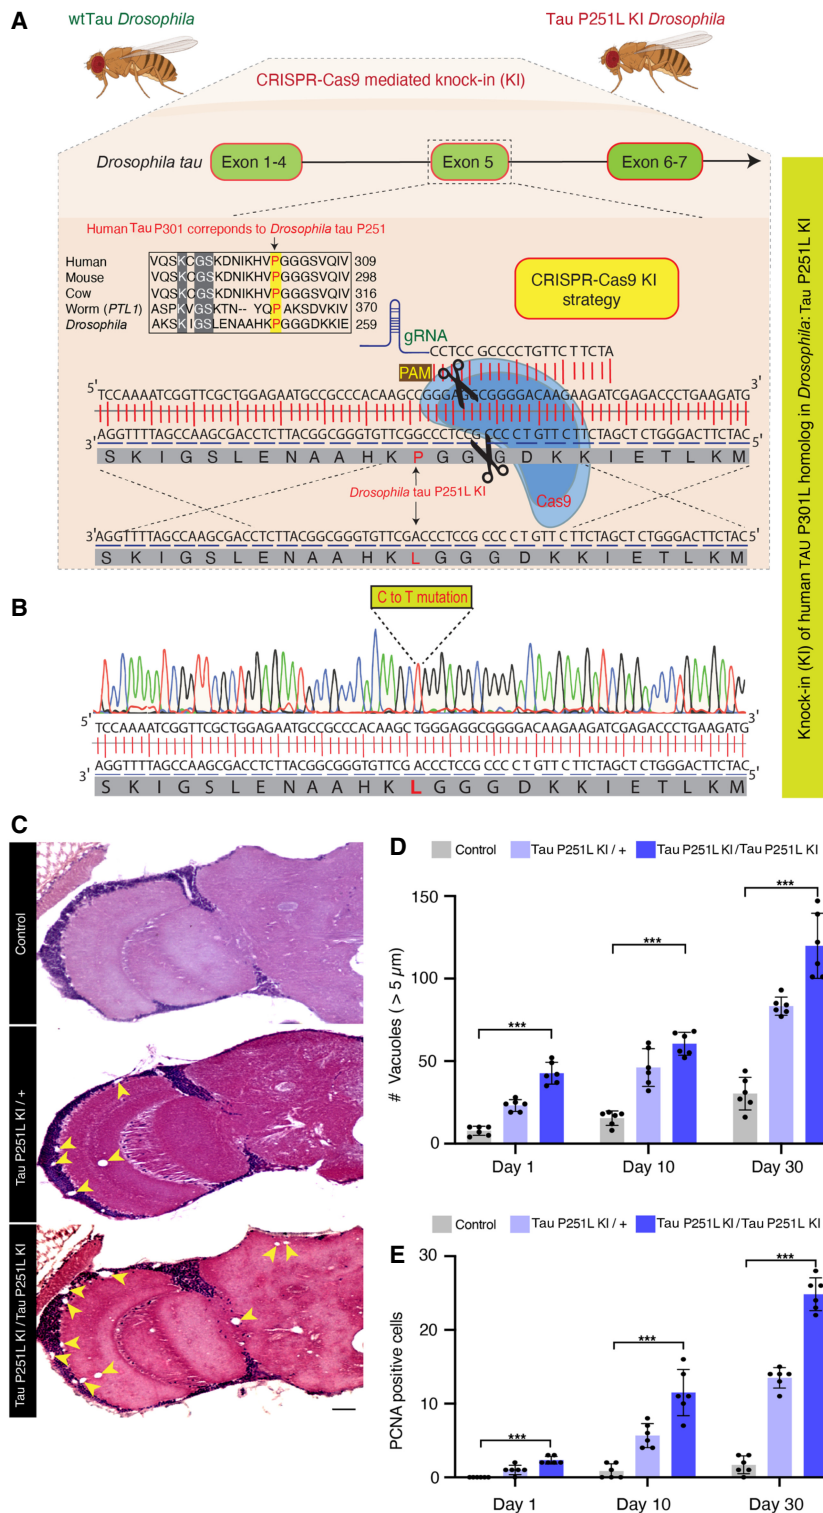 A
wtTau Drosophila
Tau P251L KI Drosophila
CRISPR-Cas9 mediated knock-in (KI)
Drosophila tau
Exon 1-4
Exon 5
Exon 6-7
Human Tau P301 correponds to Drosophila tau P251
Human VQSKCGSKDNIKHVPGGGSVQIV 309
Mouse VQSKCGSKDNIKHVPGGGSVQIV 298
Cow VQSKCGSKDNIKHVPGGGSVQIV 316
Worm (PTL1) ASPKVGSKTN-- YQPAKSDVKIV 370
Drosophila AKSKIGSLENAAHKPGGGDKKIE 259
CRISPR-Cas9 KI
strategy
gRNA
CCTCC GCCCCTGTTCTTCTA
PAM
5' TCCAAAATCGGTTCGCTGGAGAATGCCGCCCACAAGCCGGGAGGCGGGGACAAGAAGATCGAGACCCTGAAGATG 3'
3' AGGTTTTAGCCAAGCGACCTCTTACGGCGGGTGTTCGGCCCTCCGCCCCTGTTCTTCTAGCTCTGGGACTTCTAC 5'
S K I G S L E N A A H K P G G G D K K I E T L K M
Drosophila tau P251L KI
Cas9
3' AGGTTTTAGCCAAGCGACCTCTTACGGCGGGTGTTCGACCCTCCGCCCCTGTTCTTCTAGCTCTGGGACTTCTAC 5'
S K I G S L E N A A H K L G G G D K K I E T L K M
Knock-in (KI) of human TAU P301L homolog in Drosophila: Tau P251L KI
B
C to T mutation
5' TCCAAAATCGGTTCGCTGGAGAATGCCGCCCACAAGCTGGGAGGCGGGGACAAGAAGATCGAGACCCTGAAGATG 3'
3' AGGTTTTAGCCAAGCGACCTCTTACGGCGGGTGTTCGACCCTCCGCCCCTGTTCTTCTAGCTCTGGGACTTCTAC 5'
S K I G S L E N A A H K L G G G D K K I E T L K M
C
Control
Tau P251L KI / +
Tau P251L KI / Tau P251L KI
D
Control Tau P251L KI / + Tau P251L KI / Tau P251L KI
# Vacuoles ( > 5 µm)
150
100
50
0
***
***
***
Day 1 Day 10 Day 30
E
Control Tau P251L KI / + Tau P251L KI / Tau P251L KI
PCNA positive cells
30
20
10
0
***
***
***
Day 1 Day 10 Day 30